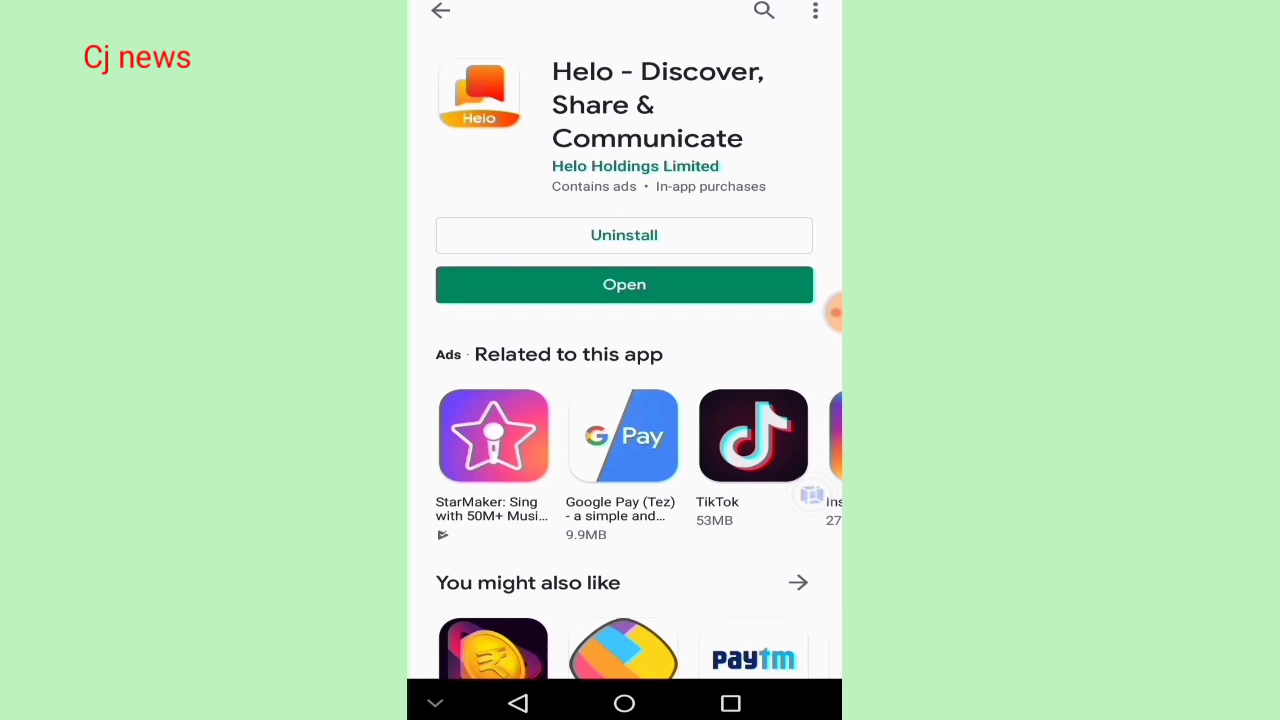 Cj news
Helo - Discover,
Share &
Communicate
Helo
Helo Holdings Limited
Contains ads • In-app purchases
Uninstall
Open
Ads · Related to this app
G Pay
StarMaker: Sing
with 50M+ Musi...
Google Pay (Tez)
- a simple and...
9.9MB
TikTok
53MB
Ins
27
You might also like
₹
paytm